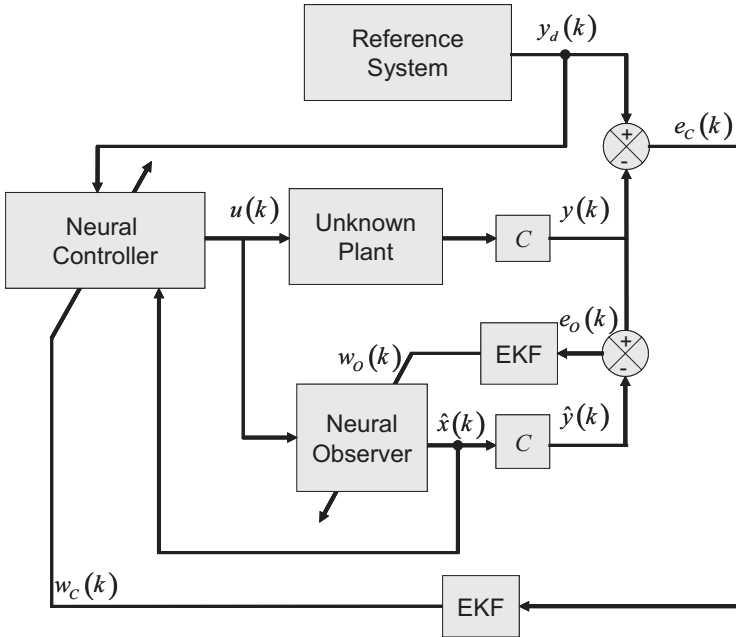 Reference
System
y_d(k)
+
-
e_C(k)
Neural
Controller
u(k)
Unknown
Plant
C
y(k)
e_O(k)
+
-
w_O(k)
EKF
Neural
Observer
x̂(k)
C
ŷ(k)
w_C(k)
EKF